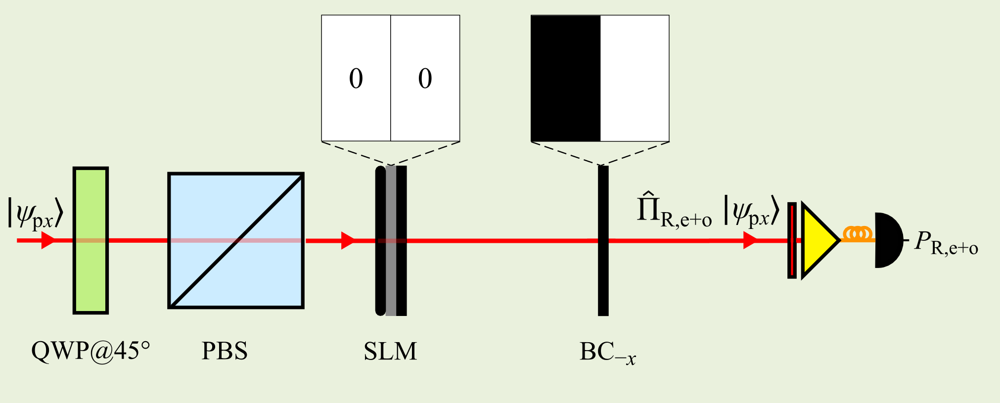 0 0
|ψpx⟩
Π̂R,e+o |ψpx⟩
PR,e+o
QWP@45° PBS SLM BC−x